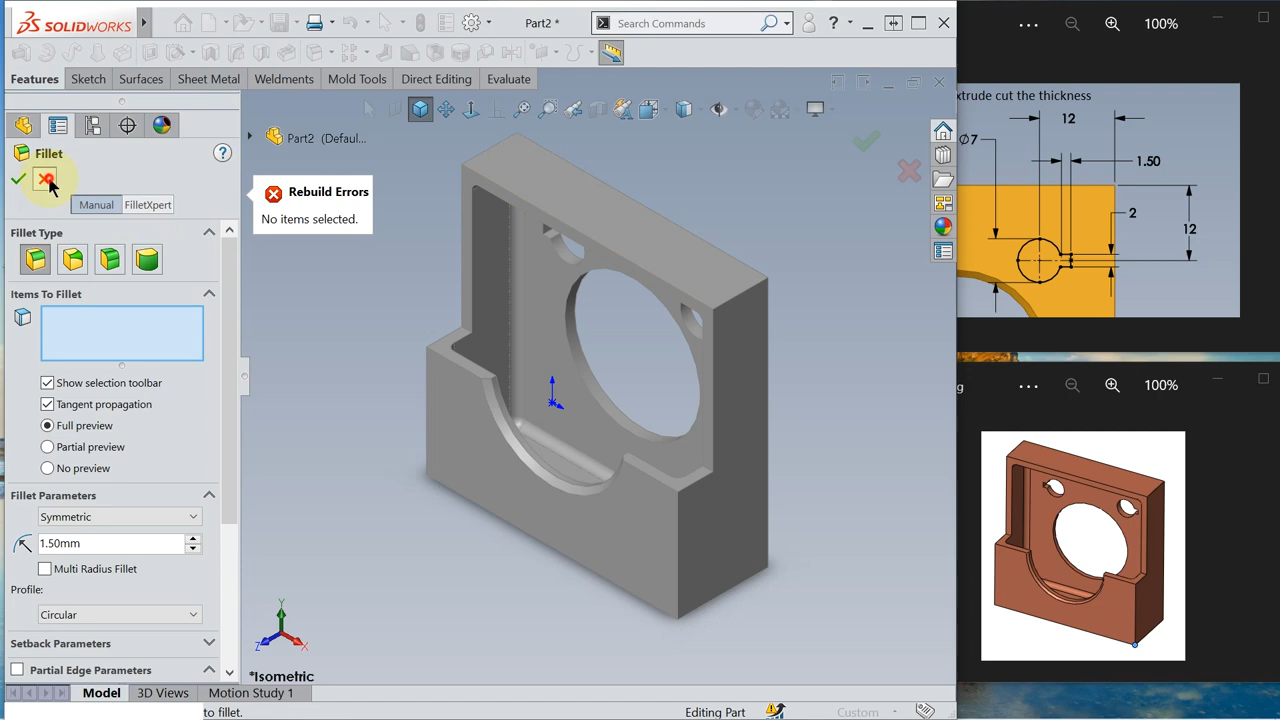 SOLIDWORKS
Part2 *
Search Commands
?
Features
Sketch
Surfaces
Sheet Metal
Weldments
Mold Tools
Direct Editing
Evaluate
Fillet
?
Manual
FilletXpert
Fillet Type
Items To Fillet
Show selection toolbar
Tangent propagation
Full preview
Partial preview
No preview
Fillet Parameters
Symmetric
1.50mm
Multi Radius Fillet
Profile:
Circular
Setback Parameters
Partial Edge Parameters
Part2 (Defaul...
Rebuild Errors
No items selected.
Y
Z
X
*Isometric
Model
3D Views
Motion Study 1
to fillet.
Editing Part
Custom
100%
xtrude cut the thickness
12
Ø7
1.50
2
12
g
100%